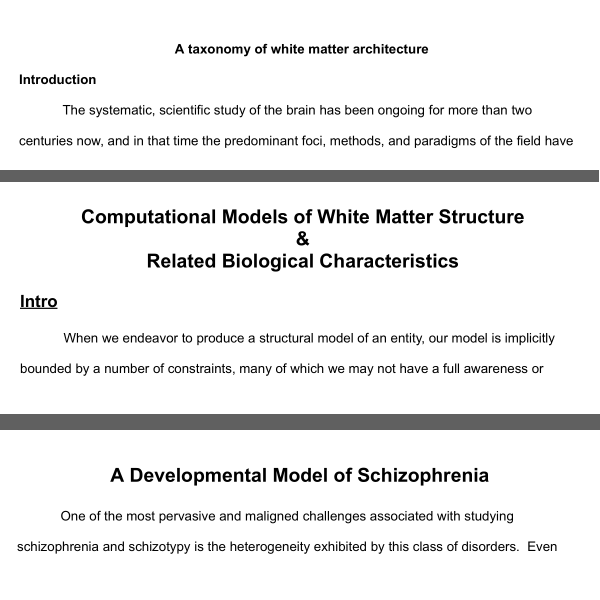 A taxonomy of white matter architecture
Introduction
The systematic, scientific study of the brain has been ongoing for more than two
centuries now, and in that time the predominant foci, methods, and paradigms of the field have
Computational Models of White Matter Structure
&
Related Biological Characteristics
Intro
When we endeavor to produce a structural model of an entity, our model is implicitly
bounded by a number of constraints, many of which we may not have a full awareness or
A Developmental Model of Schizophrenia
One of the most pervasive and maligned challenges associated with studying
schizophrenia and schizotypy is the heterogeneity exhibited by this class of disorders.  Even